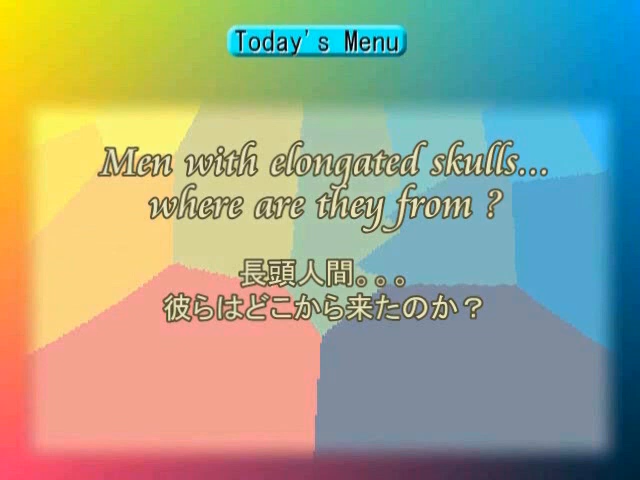 Today's Menu
Men with elongated skulls...
where are they from ?
長頭人間。。。
彼らはどこから来たのか？